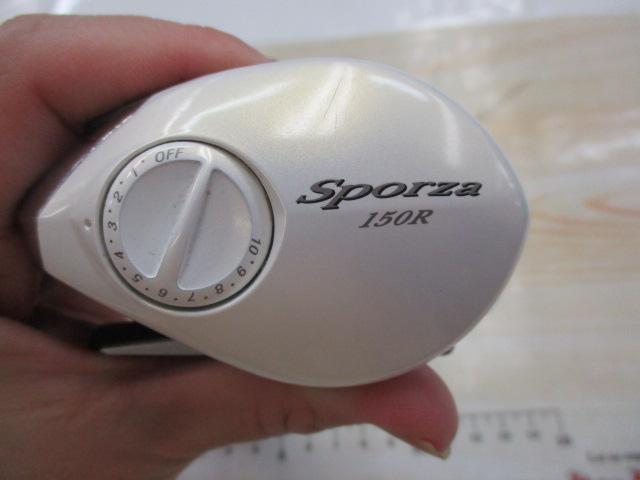 Sporza
150R
OFF
1 · 2 · 3 · 4 · 5 · 6 · 7 · 8 · 9 · 10